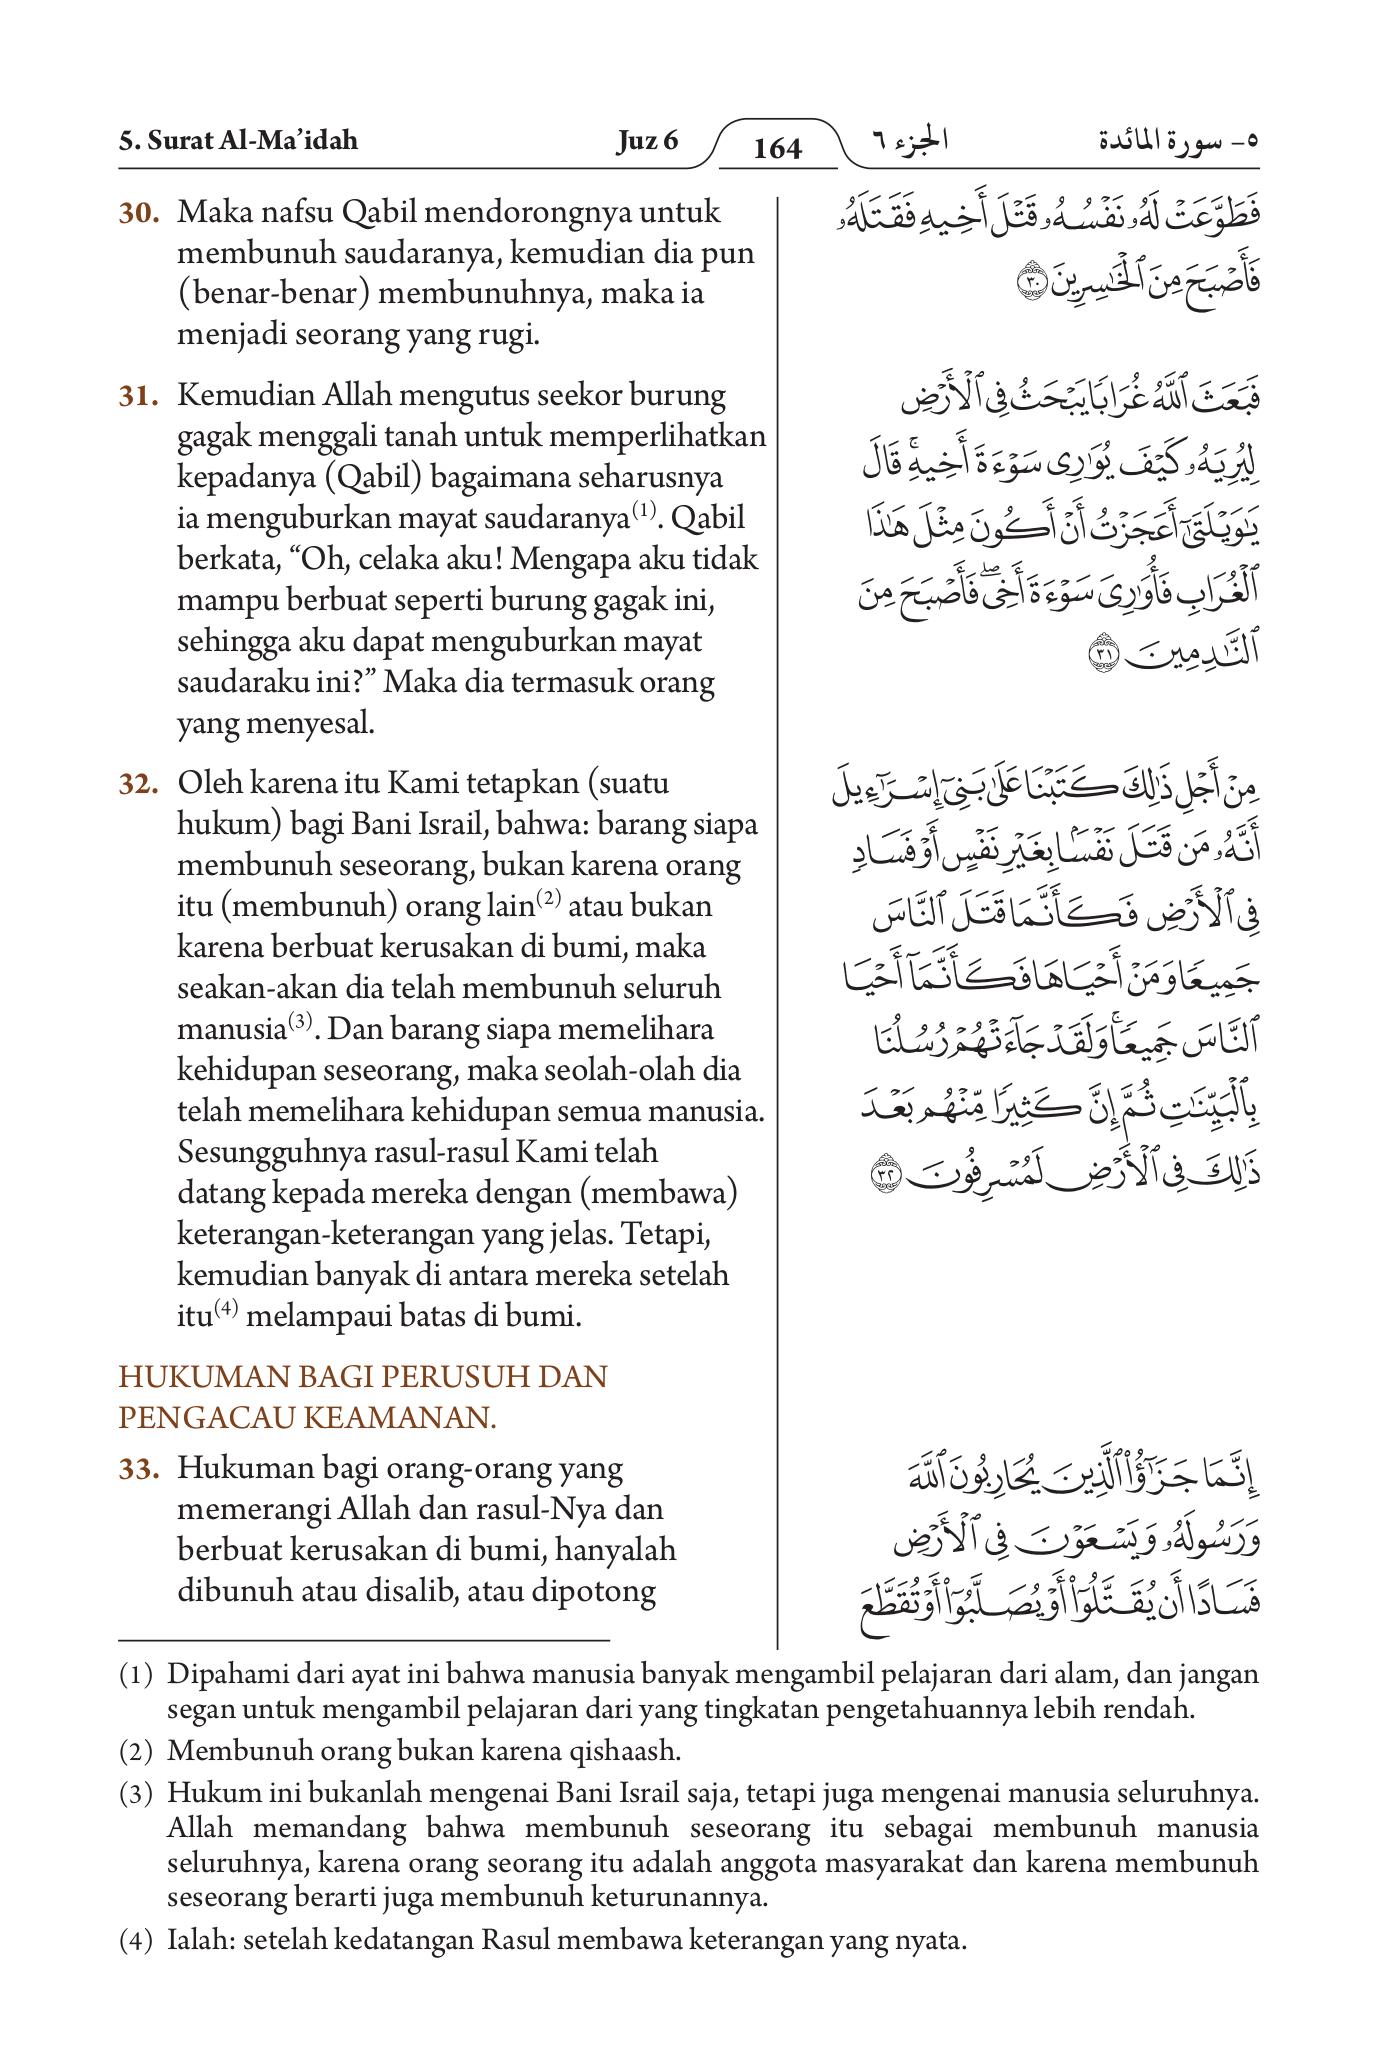 5. Surat Al-Ma’idah
Juz 6
164
الجزء ٦
٥- سورة المائدة
30. Maka nafsu Qabil mendorongnya untuk
membunuh saudaranya, kemudian dia pun
(benar-benar) membunuhnya, maka ia
menjadi seorang yang rugi.
31. Kemudian Allah mengutus seekor burung
gagak menggali tanah untuk memperlihatkan
kepadanya (Qabil) bagaimana seharusnya
ia menguburkan mayat saudaranya(1). Qabil
berkata, “Oh, celaka aku! Mengapa aku tidak
mampu berbuat seperti burung gagak ini,
sehingga aku dapat menguburkan mayat
saudaraku ini?” Maka dia termasuk orang
yang menyesal.
32. Oleh karena itu Kami tetapkan (suatu
hukum) bagi Bani Israil, bahwa: barang siapa
membunuh seseorang, bukan karena orang
itu (membunuh) orang lain(2) atau bukan
karena berbuat kerusakan di bumi, maka
seakan-akan dia telah membunuh seluruh
manusia(3). Dan barang siapa memelihara
kehidupan seseorang, maka seolah-olah dia
telah memelihara kehidupan semua manusia.
Sesungguhnya rasul-rasul Kami telah
datang kepada mereka dengan (membawa)
keterangan-keterangan yang jelas. Tetapi,
kemudian banyak di antara mereka setelah
itu(4) melampaui batas di bumi.
HUKUMAN BAGI PERUSUH DAN
PENGACAU KEAMANAN.
33. Hukuman bagi orang-orang yang
memerangi Allah dan rasul-Nya dan
berbuat kerusakan di bumi, hanyalah
dibunuh atau disalib, atau dipotong
فَطَوَّعَتْ لَهُۥ نَفْسُهُۥ قَتْلَ أَخِيهِ فَقَتَلَهُۥ
فَأَصْبَحَ مِنَ ٱلْخَٰسِرِينَ ٣٠
فَبَعَثَ ٱللَّهُ غُرَابًا يَبْحَثُ فِى ٱلْأَرْضِ
لِيُرِيَهُۥ كَيْفَ يُوَٰرِى سَوْءَةَ أَخِيهِ ۚ قَالَ
يَٰوَيْلَتَىٰٓ أَعَجَزْتُ أَنْ أَكُونَ مِثْلَ هَٰذَا
ٱلْغُرَابِ فَأُوَٰرِىَ سَوْءَةَ أَخِى ۖ فَأَصْبَحَ مِنَ
ٱلنَّٰدِمِينَ ٣١
مِنْ أَجْلِ ذَٰلِكَ كَتَبْنَا عَلَىٰ بَنِىٓ إِسْرَٰٓءِيلَ
أَنَّهُۥ مَن قَتَلَ نَفْسًۢا بِغَيْرِ نَفْسٍ أَوْ فَسَادٍ
فِى ٱلْأَرْضِ فَكَأَنَّمَا قَتَلَ ٱلنَّاسَ
جَمِيعًا وَمَنْ أَحْيَاهَا فَكَأَنَّمَآ أَحْيَا
ٱلنَّاسَ جَمِيعًا ۚ وَلَقَدْ جَآءَتْهُمْ رُسُلُنَا
بِٱلْبَيِّنَٰتِ ثُمَّ إِنَّ كَثِيرًا مِّنْهُم بَعْدَ
ذَٰلِكَ فِى ٱلْأَرْضِ لَمُسْرِفُونَ ٣٢
إِنَّمَا جَزَٰٓؤُا۟ ٱلَّذِينَ يُحَارِبُونَ ٱللَّهَ
وَرَسُولَهُۥ وَيَسْعَوْنَ فِى ٱلْأَرْضِ
فَسَادًا أَن يُقَتَّلُوٓا۟ أَوْ يُصَلَّبُوٓا۟ أَوْ تُقَطَّعَ
(1) Dipahami dari ayat ini bahwa manusia banyak mengambil pelajaran dari alam, dan jangan
segan untuk mengambil pelajaran dari yang tingkatan pengetahuannya lebih rendah.
(2) Membunuh orang bukan karena qishaash.
(3) Hukum ini bukanlah mengenai Bani Israil saja, tetapi juga mengenai manusia seluruhnya.
Allah memandang bahwa membunuh seseorang itu sebagai membunuh manusia
seluruhnya, karena orang seorang itu adalah anggota masyarakat dan karena membunuh
seseorang berarti juga membunuh keturunannya.
(4) Ialah: setelah kedatangan Rasul membawa keterangan yang nyata.